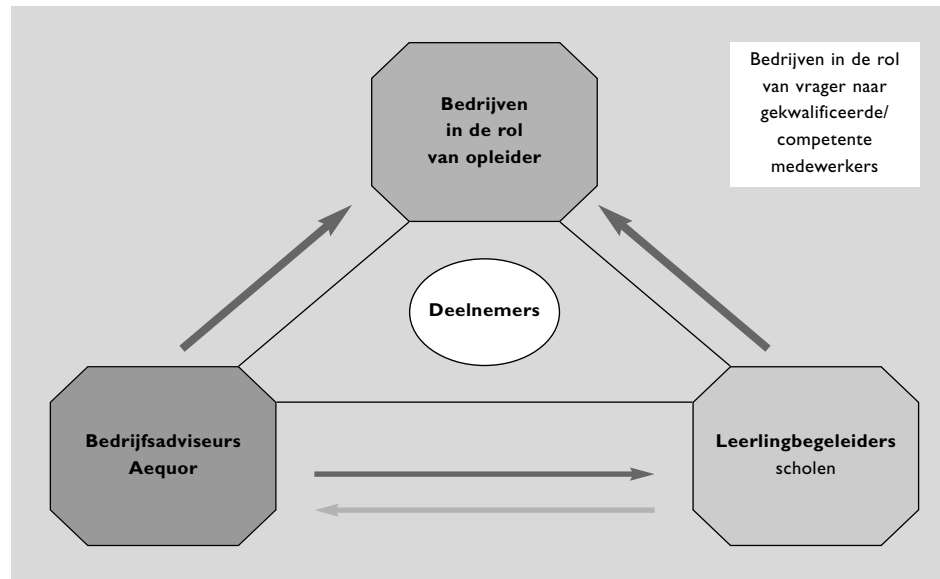 Bedrijven
in de rol
van opleider
Bedrijven in de rol
van vrager naar
gekwalificeerde/
competente
medewerkers
Deelnemers
Bedrijfsadviseurs
Aequor
Leerlingbegeleiders
scholen